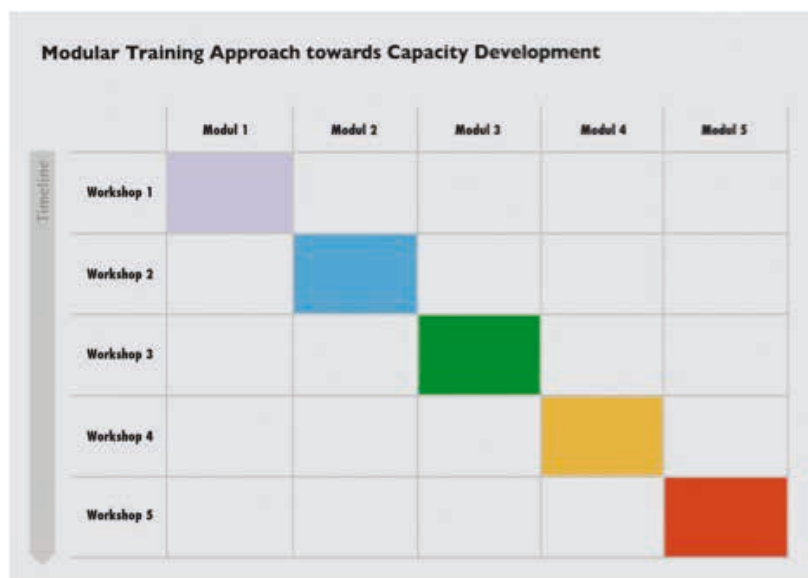 Modular Training Approach towards Capacity Development
Modul 1 Modul 2 Modul 3 Modul 4 Modul 5
Timeline
Workshop 1
Workshop 2
Workshop 3
Workshop 4
Workshop 5